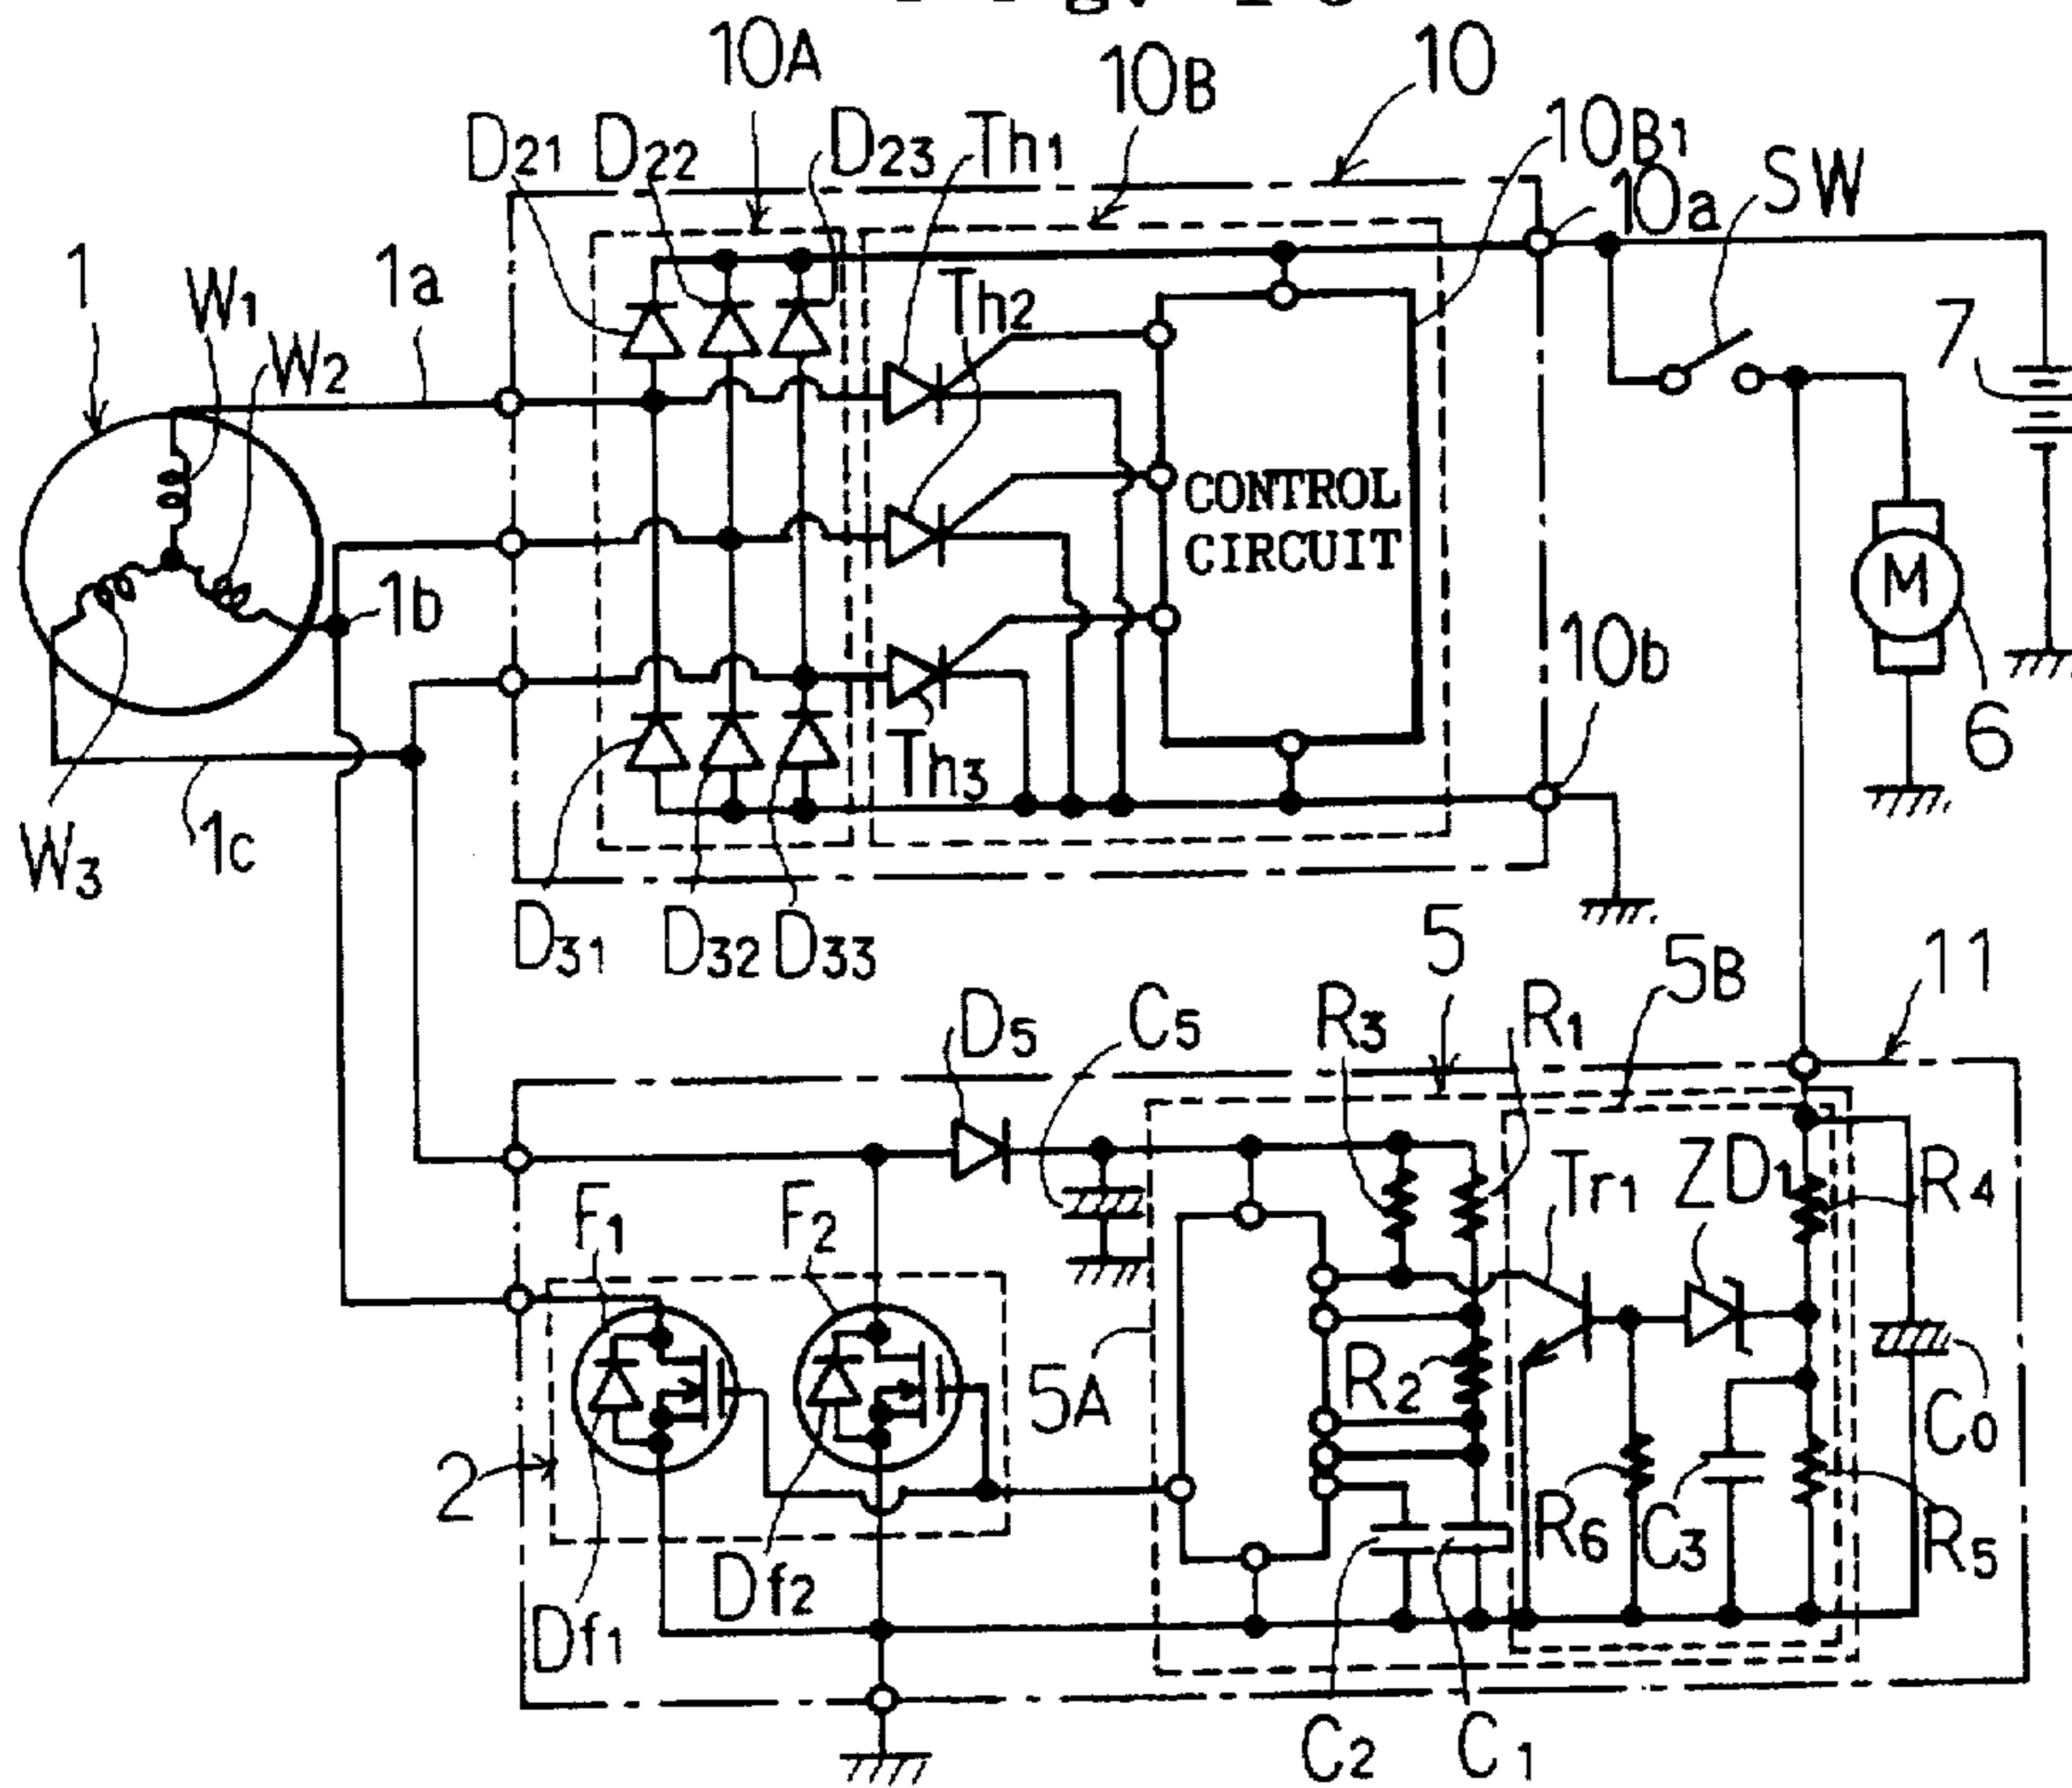 10A
10B
10
10B1
D21
D22
D23
Th1
10a
SW
1
W1
1a
W2
Th2
7
CONTROL
CIRCUIT
M
1b
10b
6
Th3
W3
1c
D31
D32
D33
5
5B
11
D5
C5
R3
R1
F1
F2
Tr1
ZD1
R4
5A
R2
C0
2
R6
C3
R5
Df1
Df2
C2
C1